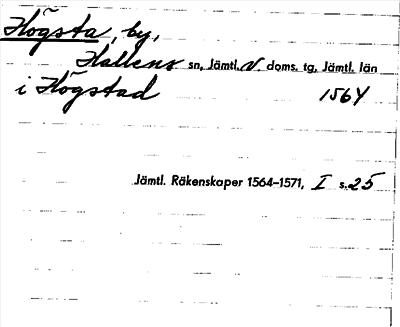 Högsta, by,
Hallens sn, Jämtl. V. doms. tg, Jämtl. län
i Högstad 1564
Jämtl. Räkenskaper 1564–1571, I s. 25